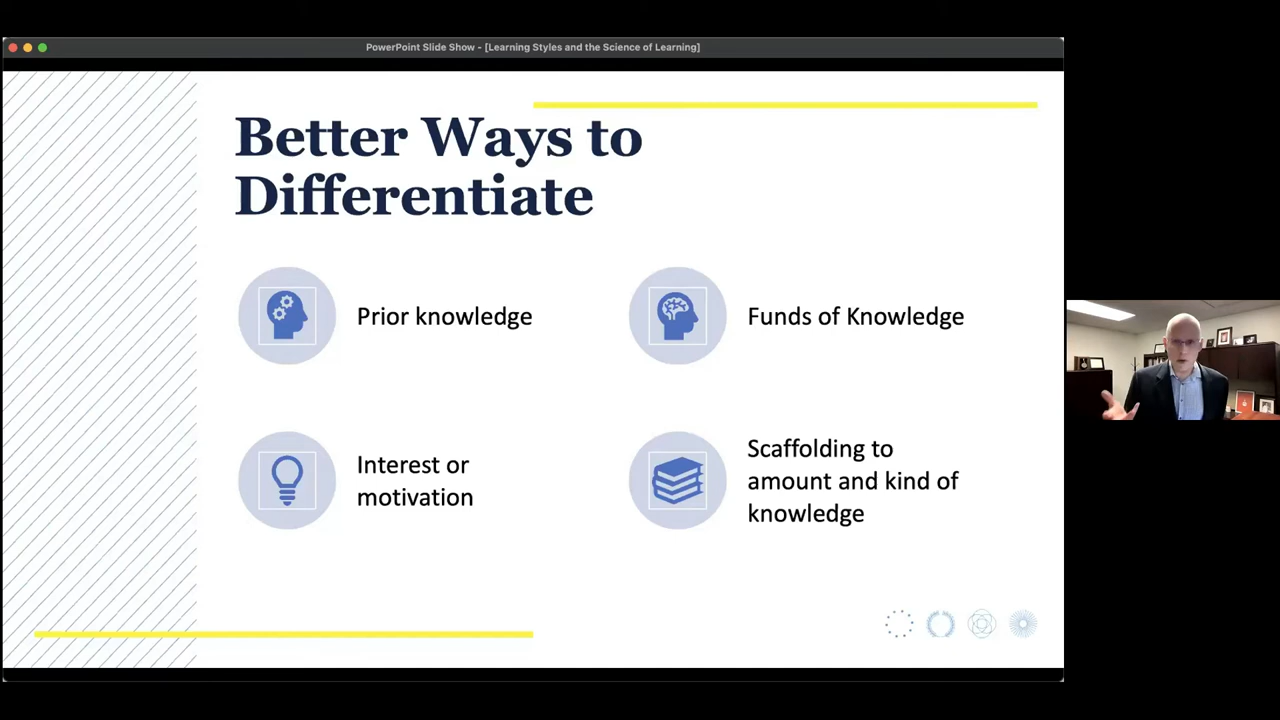 PowerPoint Slide Show - [Learning Styles and the Science of Learning]
Better Ways to
Differentiate
Prior knowledge
Funds of Knowledge
Interest or
motivation
Scaffolding to
amount and kind of
knowledge